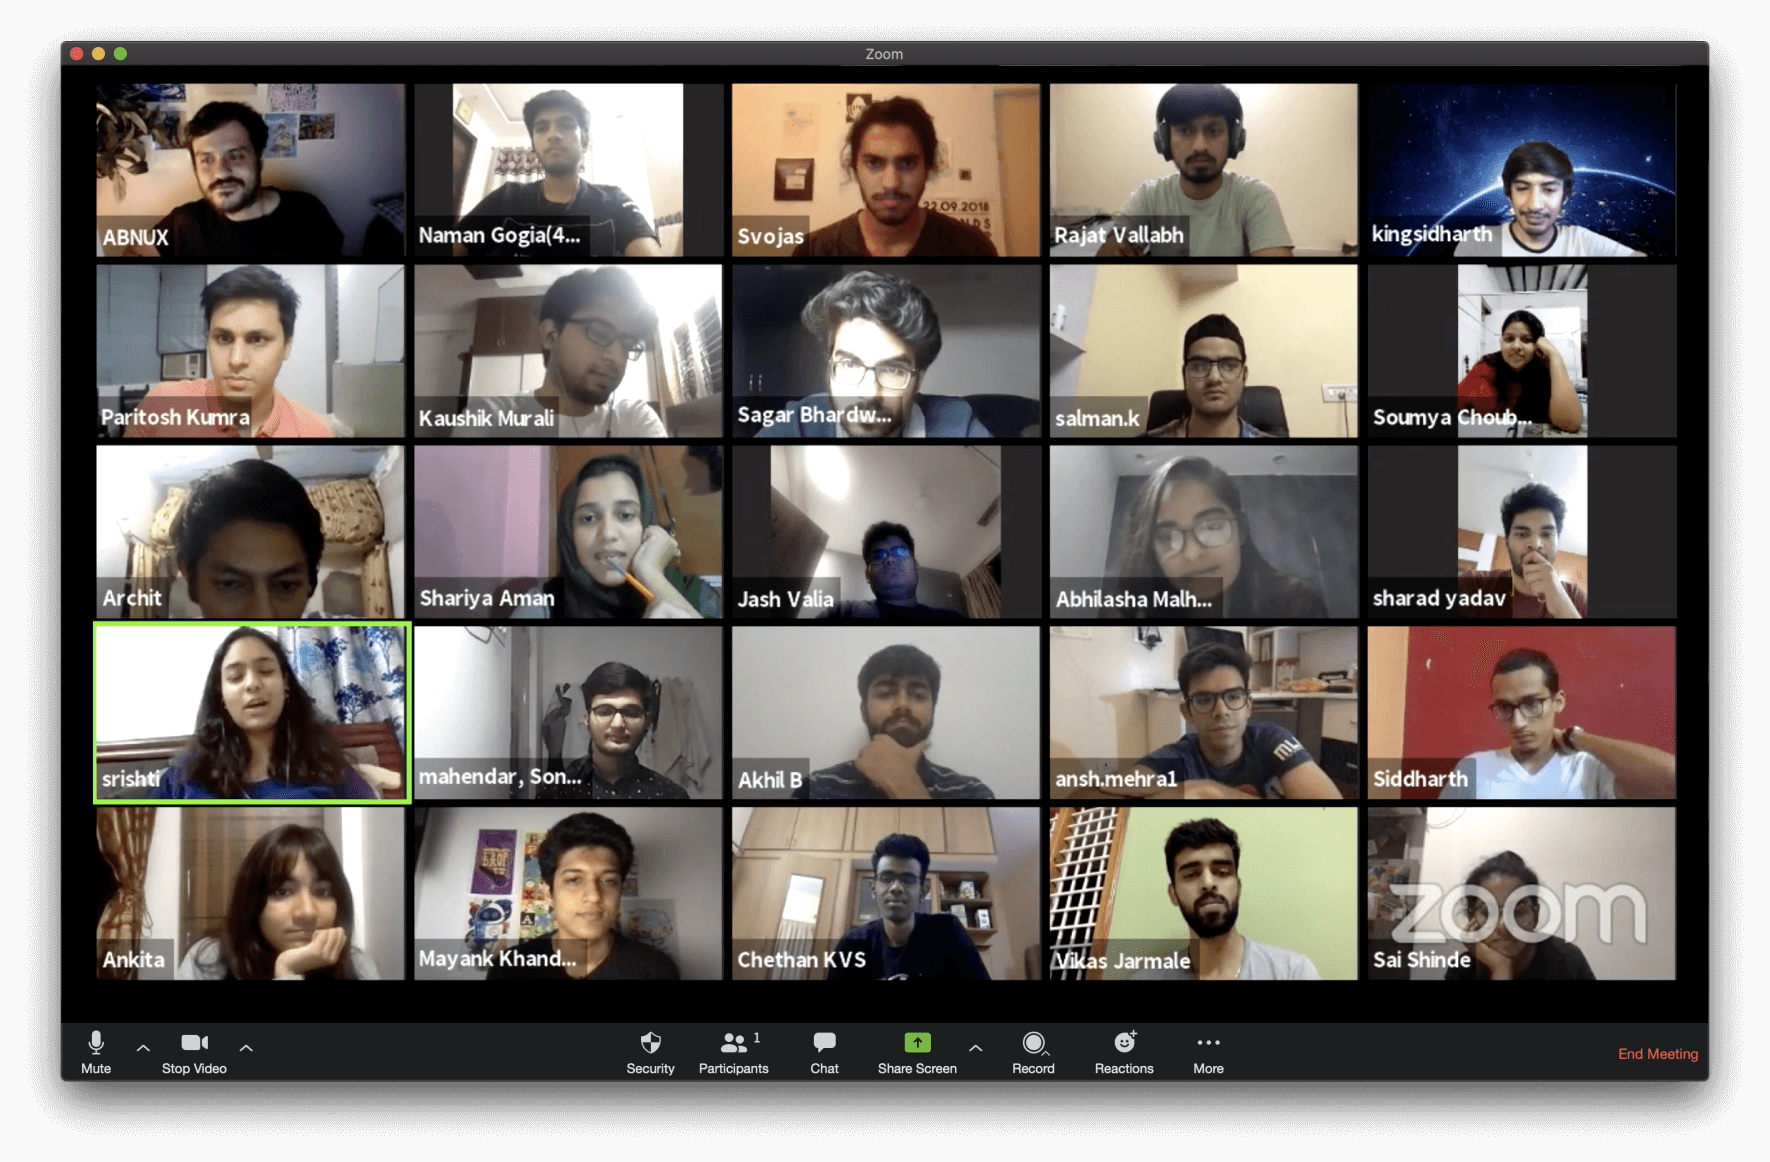 Zoom
ABNUX
Naman Gogia(4...
Svojas
22.09.2018
Rajat Vallabh
kingsidharth
Paritosh Kumra
Kaushik Murali
Sagar Bhardw...
salman.k
Soumya Choub...
Archit
Shariya Aman
Jash Valia
Abhilasha Malh...
sharad yadav
srishti
mahendar, Son...
Akhil B
ansh.mehra1
Siddharth
Ankita
Mayank Khand...
Chethan KVS
Vikas Jarmale
zoom
Sai Shinde
Mute
Stop Video
Security
Participants
1
Chat
Share Screen
Record
Reactions
More
End Meeting